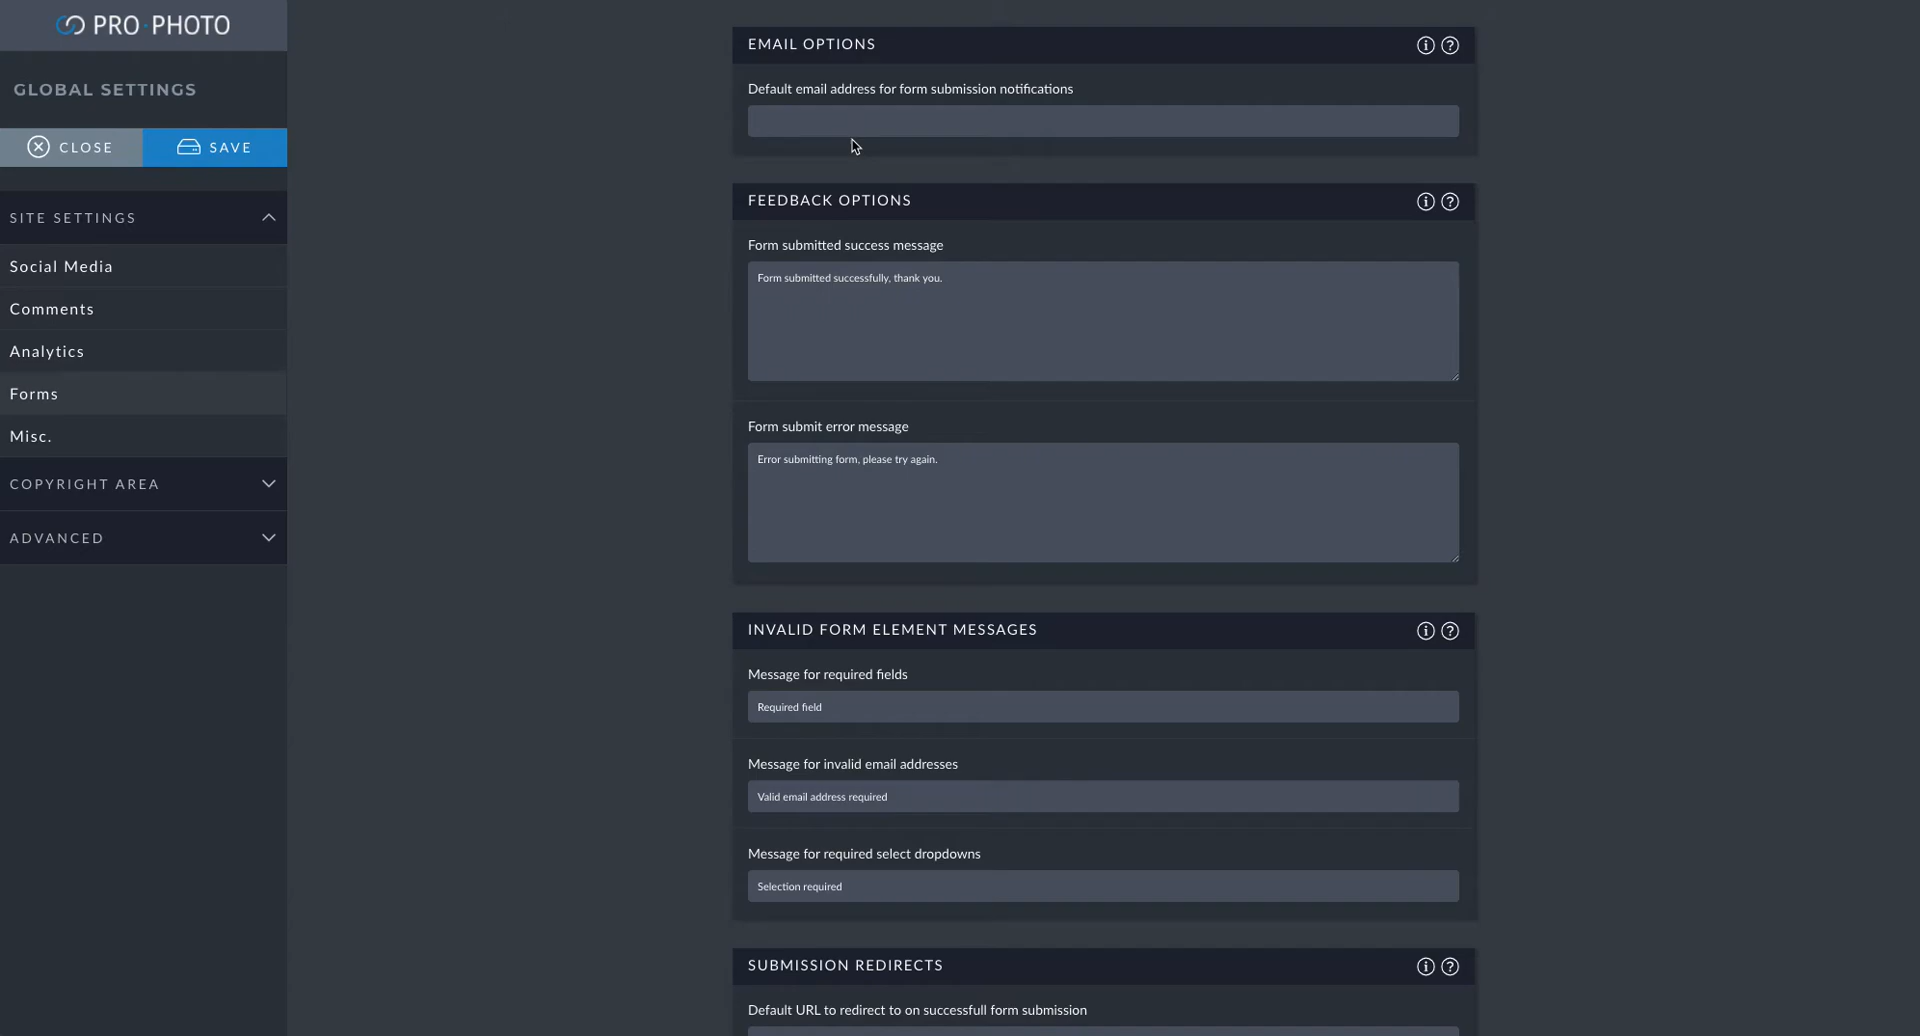 PRO·PHOTO
GLOBAL SETTINGS
CLOSE
SAVE
SITE SETTINGS
Social Media
Comments
Analytics
Forms
Misc.
COPYRIGHT AREA
ADVANCED
EMAIL OPTIONS
Default email address for form submission notifications
FEEDBACK OPTIONS
Form submitted success message
Form submitted successfully, thank you.
Form submit error message
Error submitting form, please try again.
INVALID FORM ELEMENT MESSAGES
Message for required fields
Required field
Message for invalid email addresses
Valid email address required
Message for required select dropdowns
Selection required
SUBMISSION REDIRECTS
Default URL to redirect to on successfull form submission